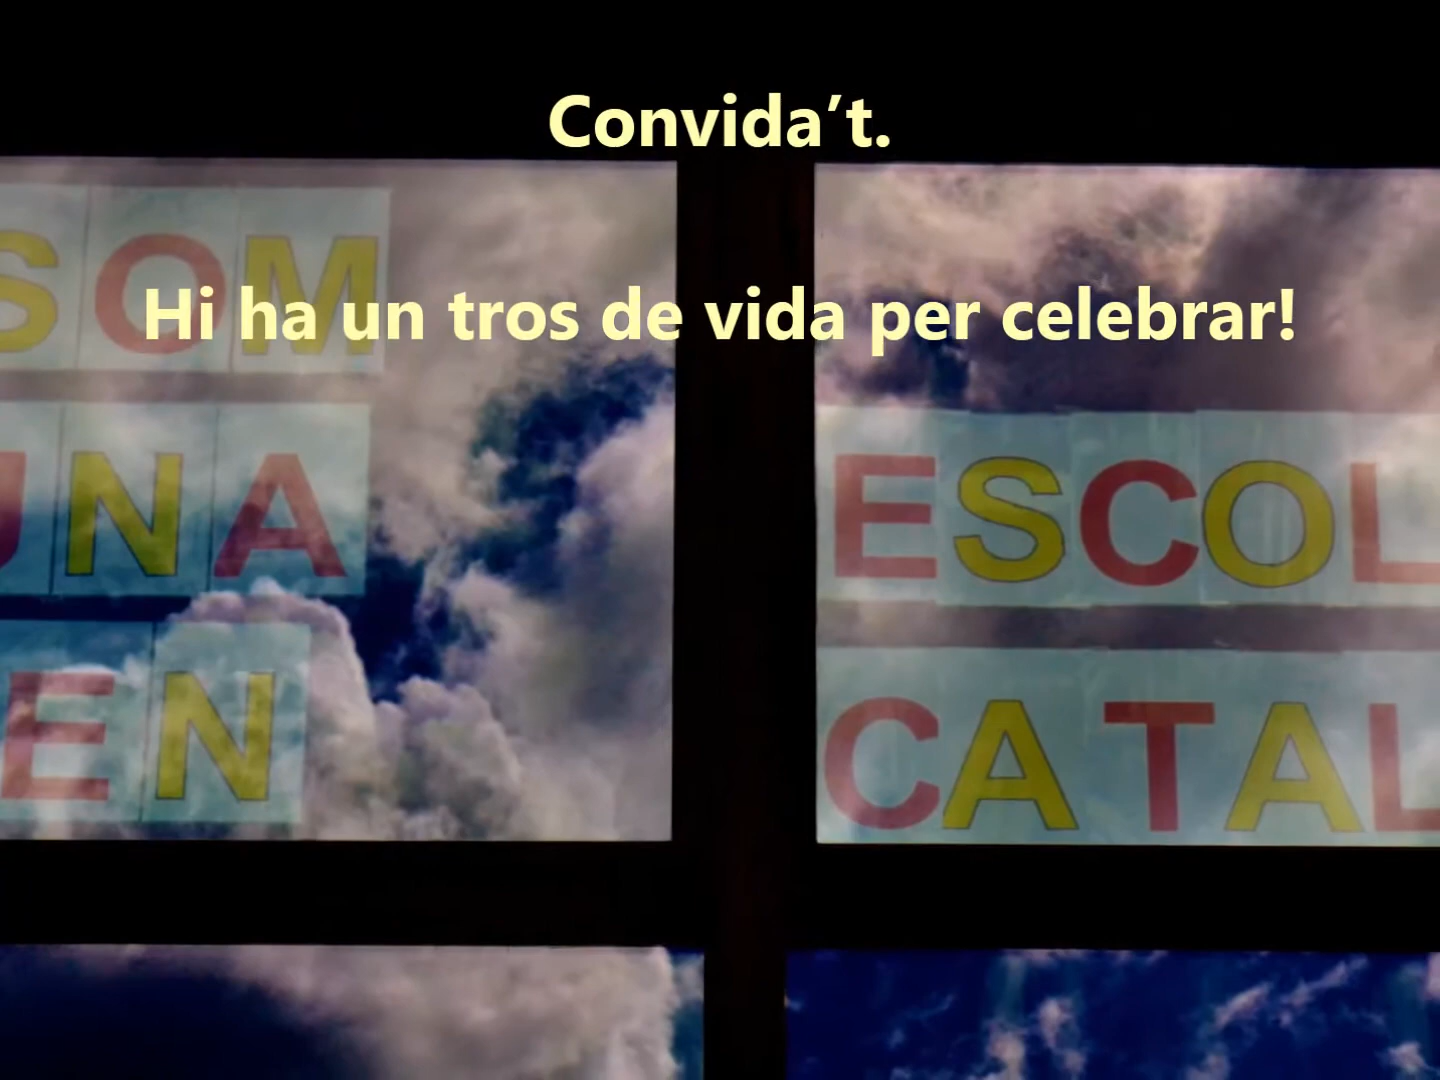 Convida’t.
Hi ha un tros de vida per celebrar!
SOM
UNA
EN
ESCOL
CATAL